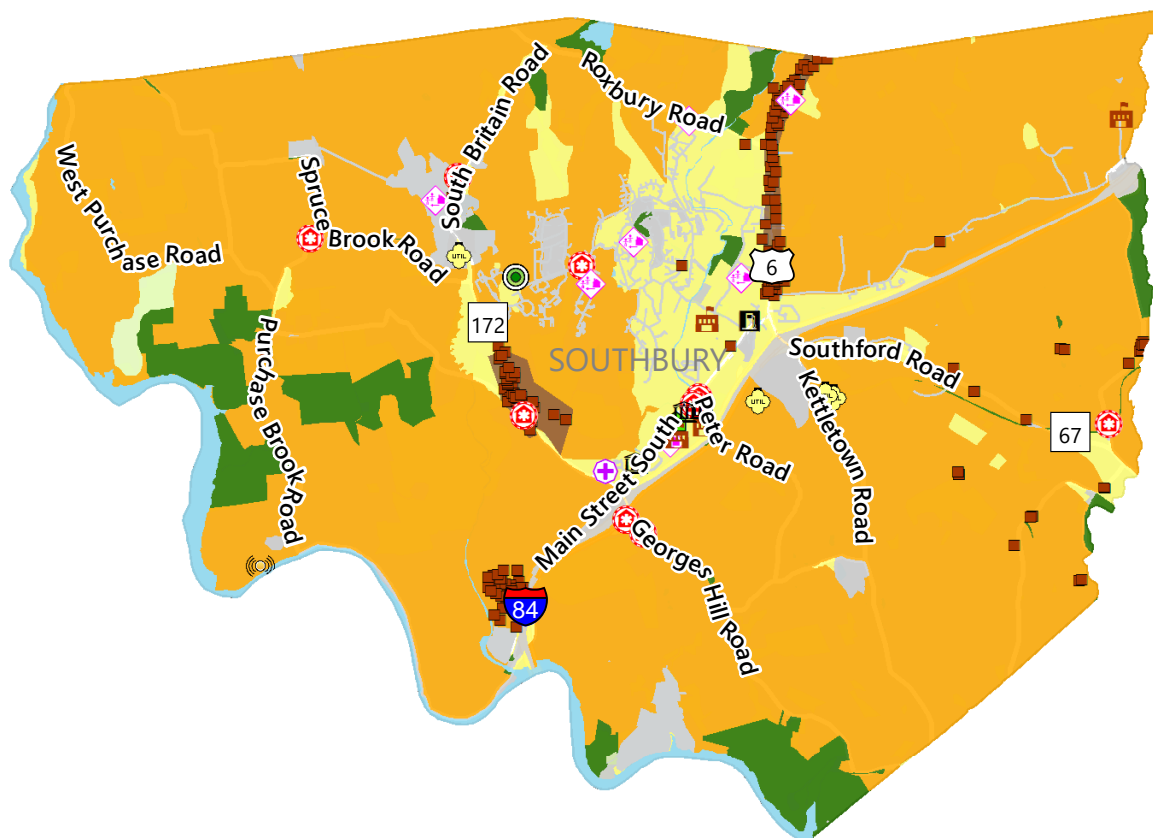 Roxbury Road
South Britain Road
West Purchase Road
Spruce Brook Road
UTIL
6
172
SOUTHBURY
Southford Road
Purchase Brook Road
Kettletown Road
UTIL
UTIL
67
Peter Road
Main Street South
Georges Hill Road
84